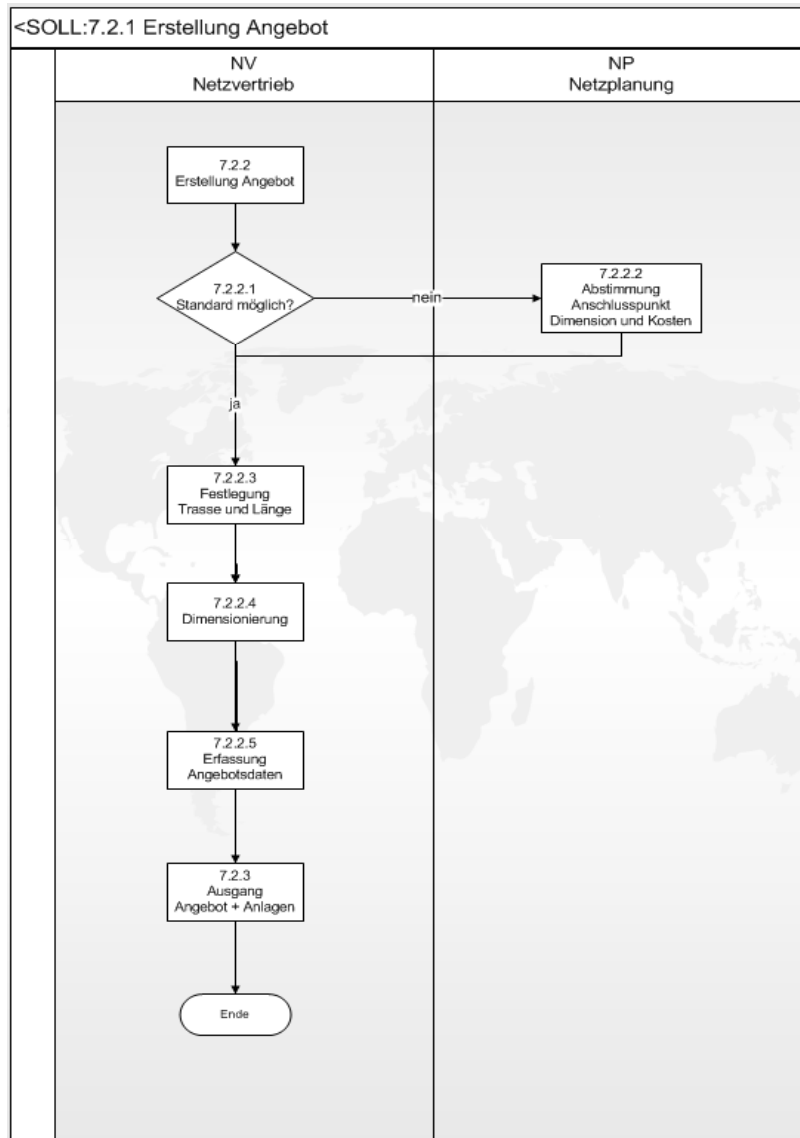 <SOLL:7.2.1 Erstellung Angebot
NV
Netzvertrieb
NP
Netzplanung
7.2.2
Erstellung Angebot
7.2.2.1
Standard möglich?
nein
7.2.2.2
Abstimmung
Anschlusspunkt
Dimension und Kosten
ja
7.2.2.3
Festlegung
Trasse und Länge
7.2.2.4
Dimensionierung
7.2.2.5
Erfassung
Angebotsdaten
7.2.3
Ausgang
Angebot + Anlagen
Ende